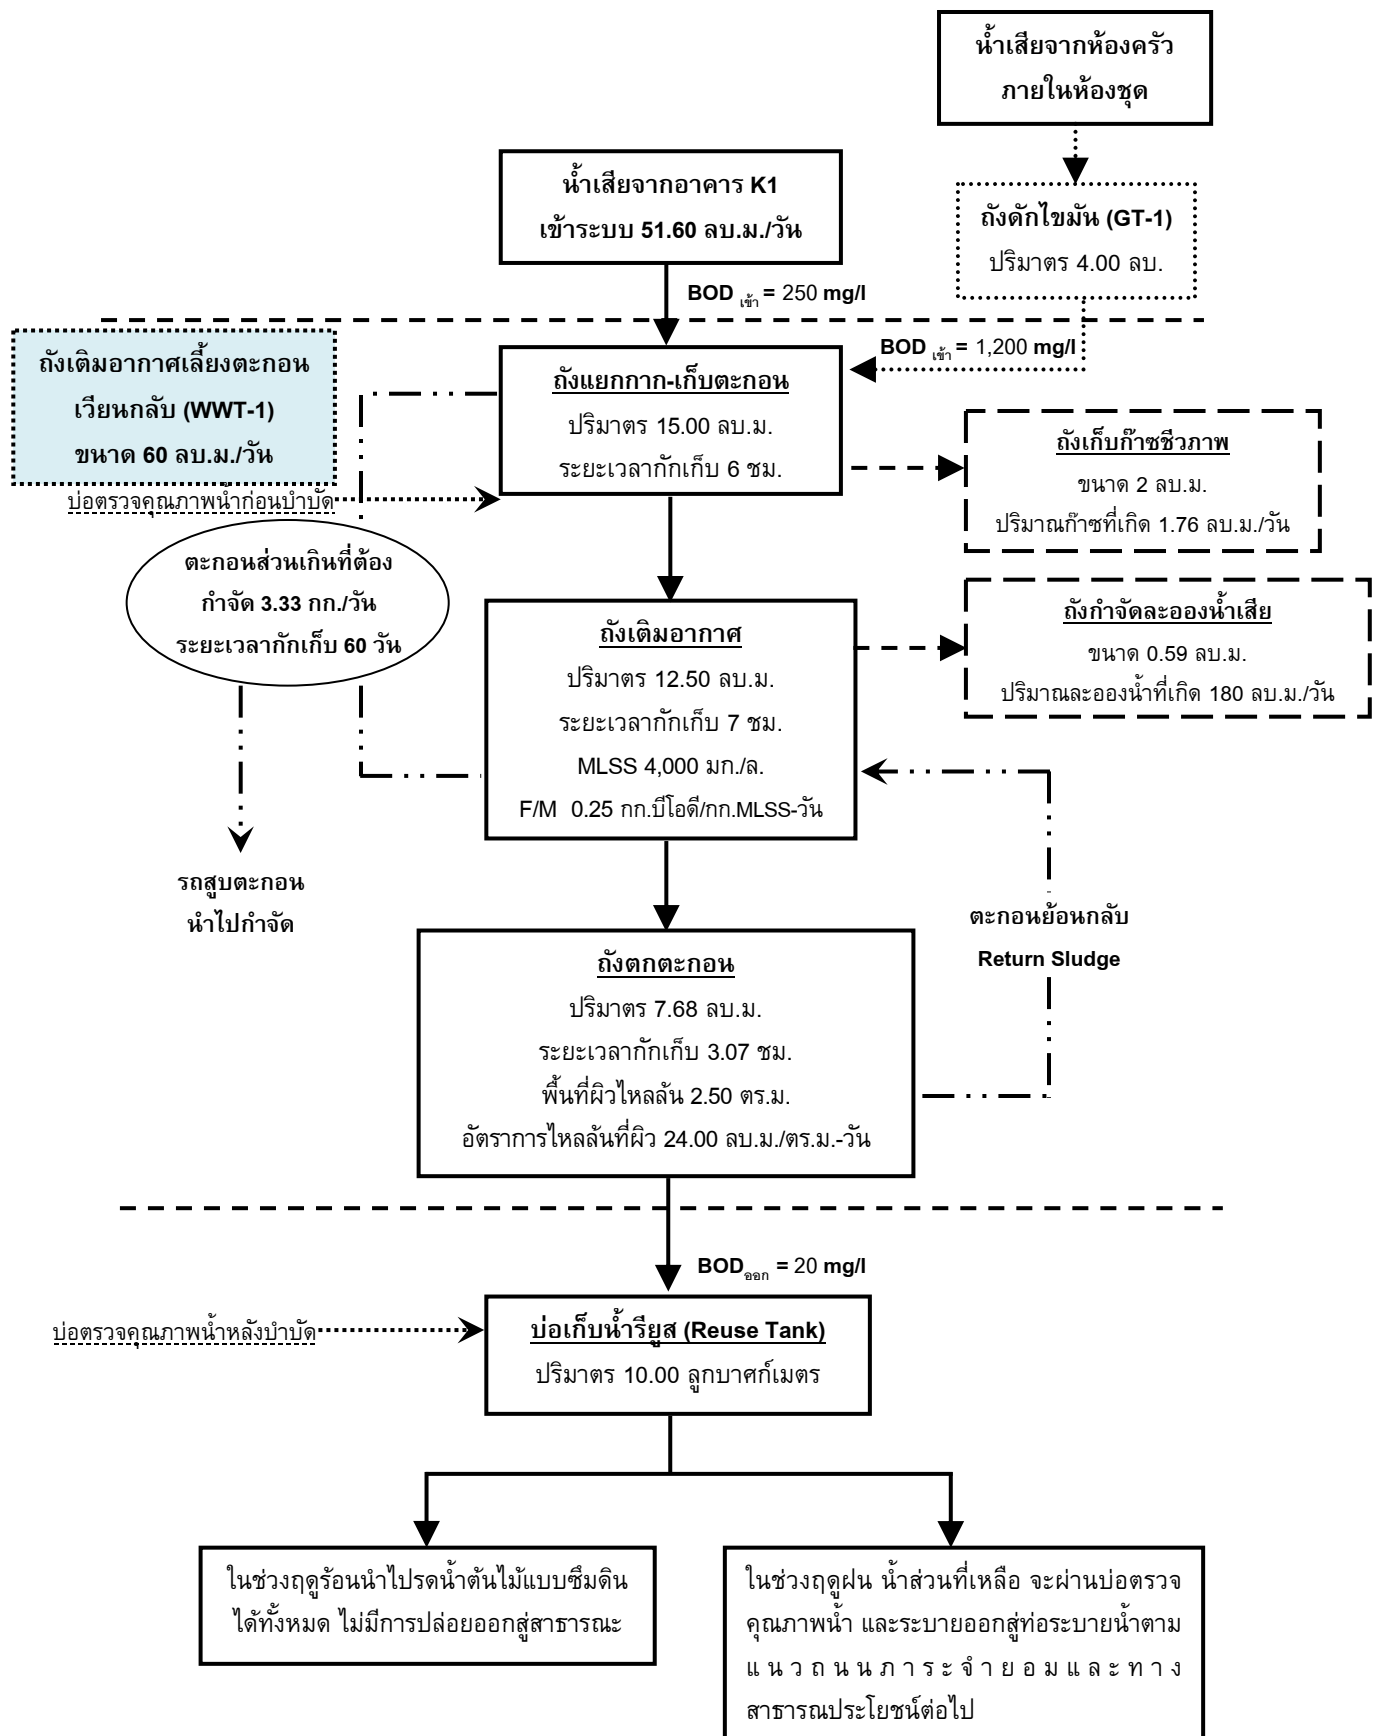 น้ำเสียจากห้องครัว
ภายในห้องชุด
น้ำเสียจากอาคาร K1
เข้าระบบ 51.60 ลบ.ม./วัน
ถังดักไขมัน (GT-1)
ปริมาตร 4.00 ลบ.
BOD เข้า = 250 mg/l
BOD เข้า = 1,200 mg/l
ถังเติมอากาศเลี้ยงตะกอน
เวียนกลับ (WWT-1)
ขนาด 60 ลบ.ม./วัน
บ่อตรวจคุณภาพน้ำก่อนบำบัด
ถังแยกกาก-เก็บตะกอน
ปริมาตร 15.00 ลบ.ม.
ระยะเวลากักเก็บ 6 ชม.
ถังเก็บก๊าซชีวภาพ
ขนาด 2 ลบ.ม.
ปริมาณก๊าซที่เกิด 1.76 ลบ.ม./วัน
ตะกอนส่วนเกินที่ต้อง
กำจัด 3.33 กก./วัน
ระยะเวลากักเก็บ 60 วัน
ถังเติมอากาศ
ปริมาตร 12.50 ลบ.ม.
ระยะเวลากักเก็บ 7 ชม.
MLSS 4,000 มก./ล.
F/M 0.25 กก.บีโอดี/กก.MLSS-วัน
ถังกำจัดละอองน้ำเสีย
ขนาด 0.59 ลบ.ม.
ปริมาณละอองน้ำที่เกิด 180 ลบ.ม./วัน
รถสูบตะกอน
นำไปกำจัด
ตะกอนย้อนกลับ
Return Sludge
ถังตกตะกอน
ปริมาตร 7.68 ลบ.ม.
ระยะเวลากักเก็บ 3.07 ชม.
พื้นที่ผิวไหลล้น 2.50 ตร.ม.
อัตราการไหลล้นที่ผิว 24.00 ลบ.ม./ตร.ม.-วัน
BODออก = 20 mg/l
บ่อตรวจคุณภาพน้ำหลังบำบัด
บ่อเก็บน้ำรียูส (Reuse Tank)
ปริมาตร 10.00 ลูกบาศก์เมตร
ในช่วงฤดูร้อนนำไปรดน้ำต้นไม้แบบซึมดิน
ได้ทั้งหมด ไม่มีการปล่อยออกสู่สาธารณะ
ในช่วงฤดูฝน น้ำส่วนที่เหลือ จะผ่านบ่อตรวจ
คุณภาพน้ำ และระบายออกสู่ท่อระบายน้ำตาม
แนวถนนภาระจำยอมและทาง
สาธารณประโยชน์ต่อไป